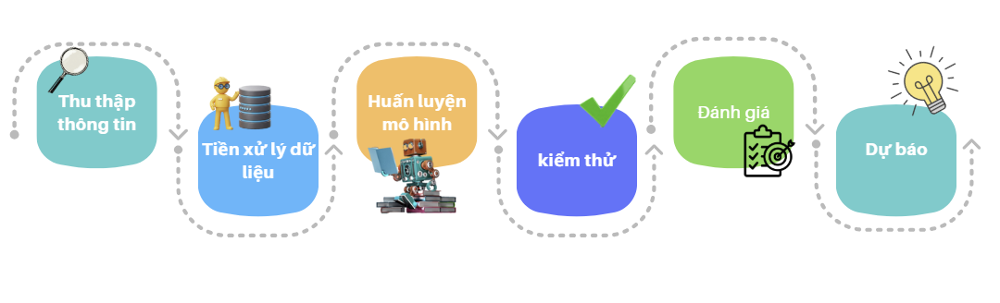 Thu thập
thông tin
Tiền xử lý dữ
liệu
Huấn luyện
mô hình
kiểm thử
Đánh giá
Dự báo